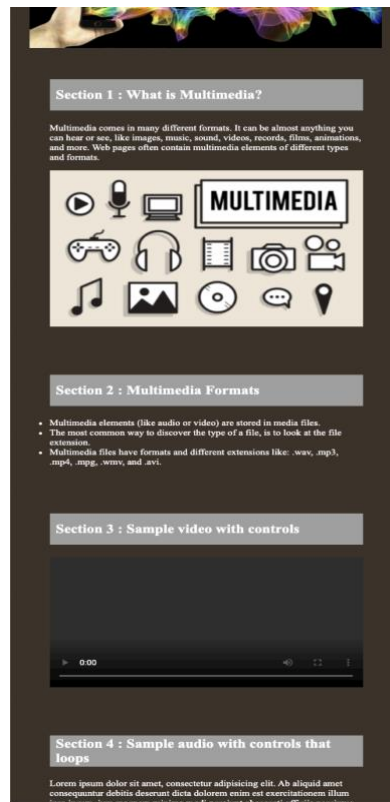 Section 1 : What is Multimedia?
Multimedia comes in many different formats. It can be almost anything you
can hear or see, like images, music, sound, videos, records, films, animations,
and more. Web pages often contain multimedia elements of different types
and formats.
MULTIMEDIA
Section 2 : Multimedia Formats
• Multimedia elements (like audio or video) are stored in media files.
• The most common way to discover the type of a file, is to look at the file
extension.
• Multimedia files have formats and different extensions like: .wav, .mp3,
.mp4, .mpg, .wmv, and .avi.
Section 3 : Sample video with controls
0:00
Section 4 : Sample audio with controls that
loops
Lorem ipsum dolor sit amet, consectetur adipisicing elit. Ab aliquid amet
consequuntur debitis deserunt dicta dolorem enim est exercitationem illum